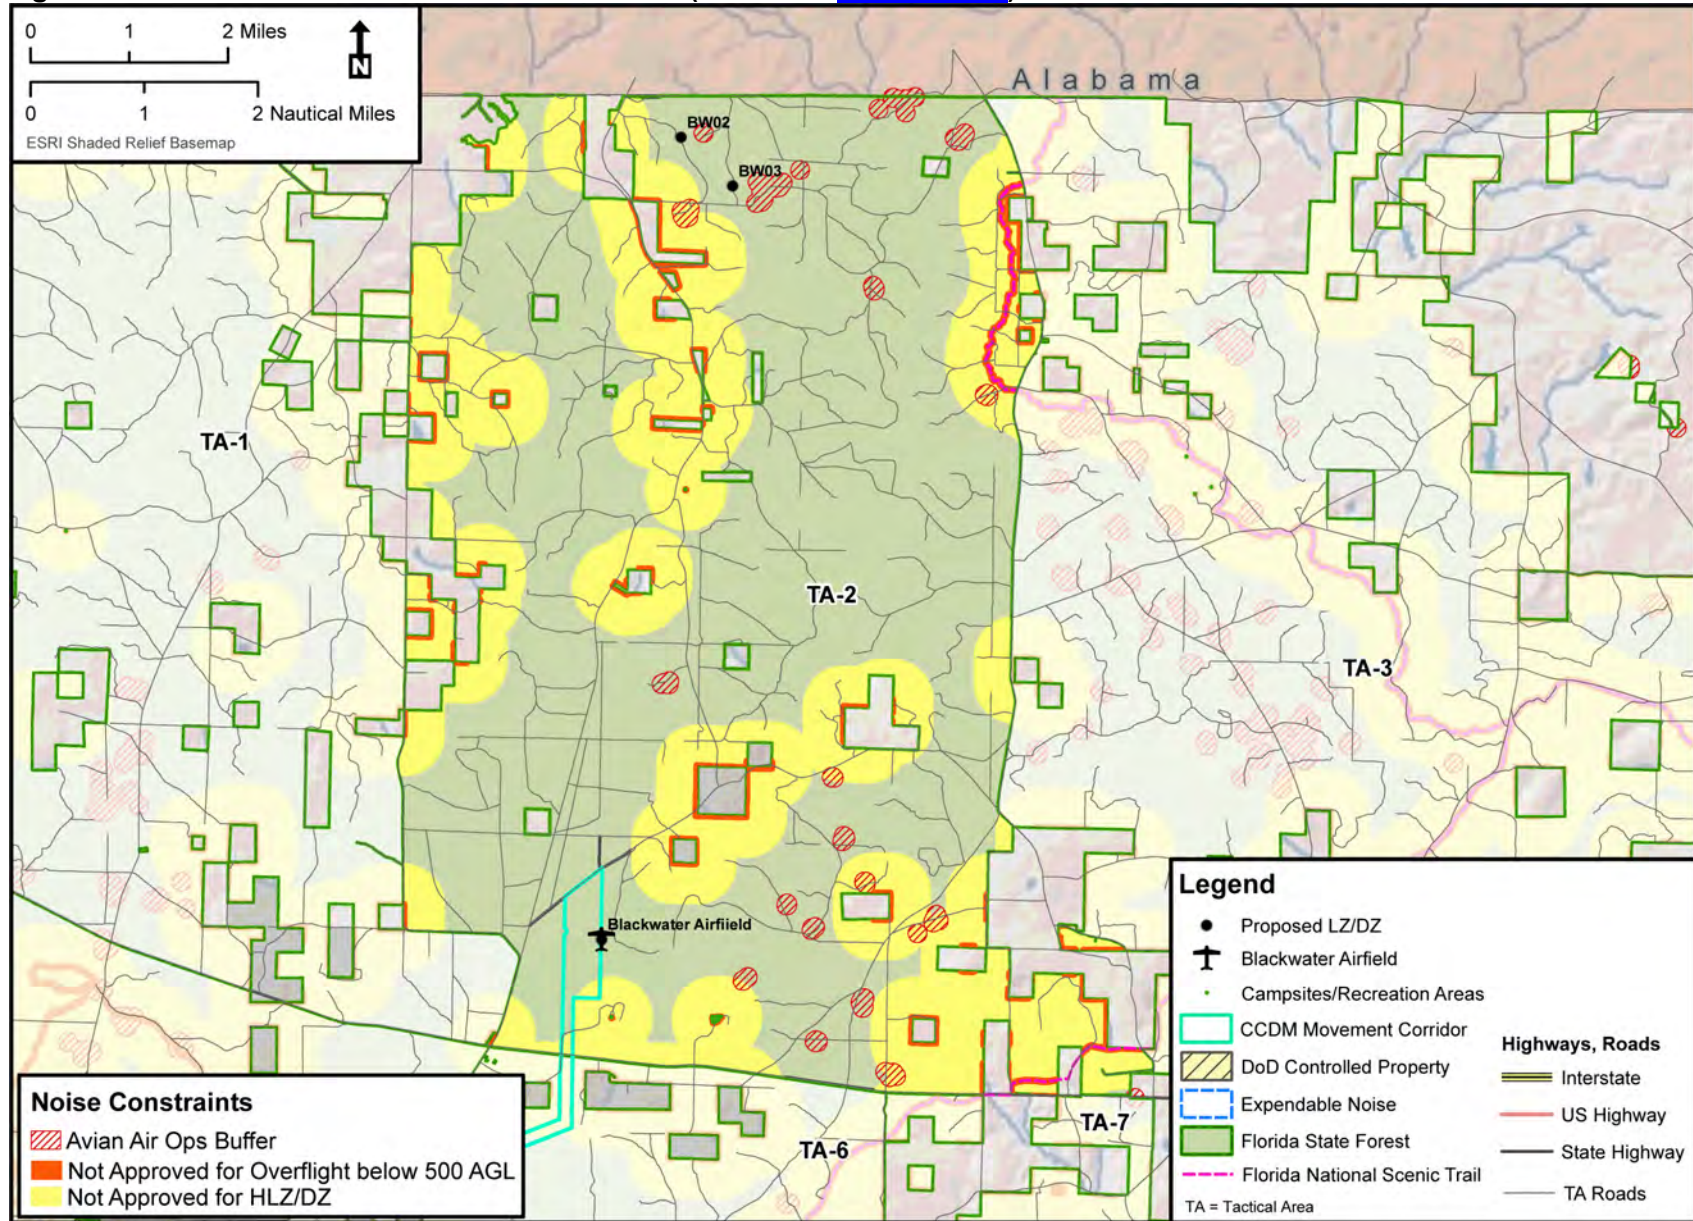 0 1 2 Miles
N
0 1 2 Nautical Miles
ESRI Shaded Relief Basemap
Alabama
BW02
BW03
TA-1
TA-2
TA-3
Blackwater Airfiield
TA-6
TA-7
Noise Constraints
Avian Air Ops Buffer
Not Approved for Overflight below 500 AGL
Not Approved for HLZ/DZ
Legend
Proposed LZ/DZ
Blackwater Airfield
Campsites/Recreation Areas
CCDM Movement Corridor
DoD Controlled Property
Expendable Noise
Florida State Forest
Florida National Scenic Trail
TA = Tactical Area
Highways, Roads
Interstate
US Highway
State Highway
TA Roads